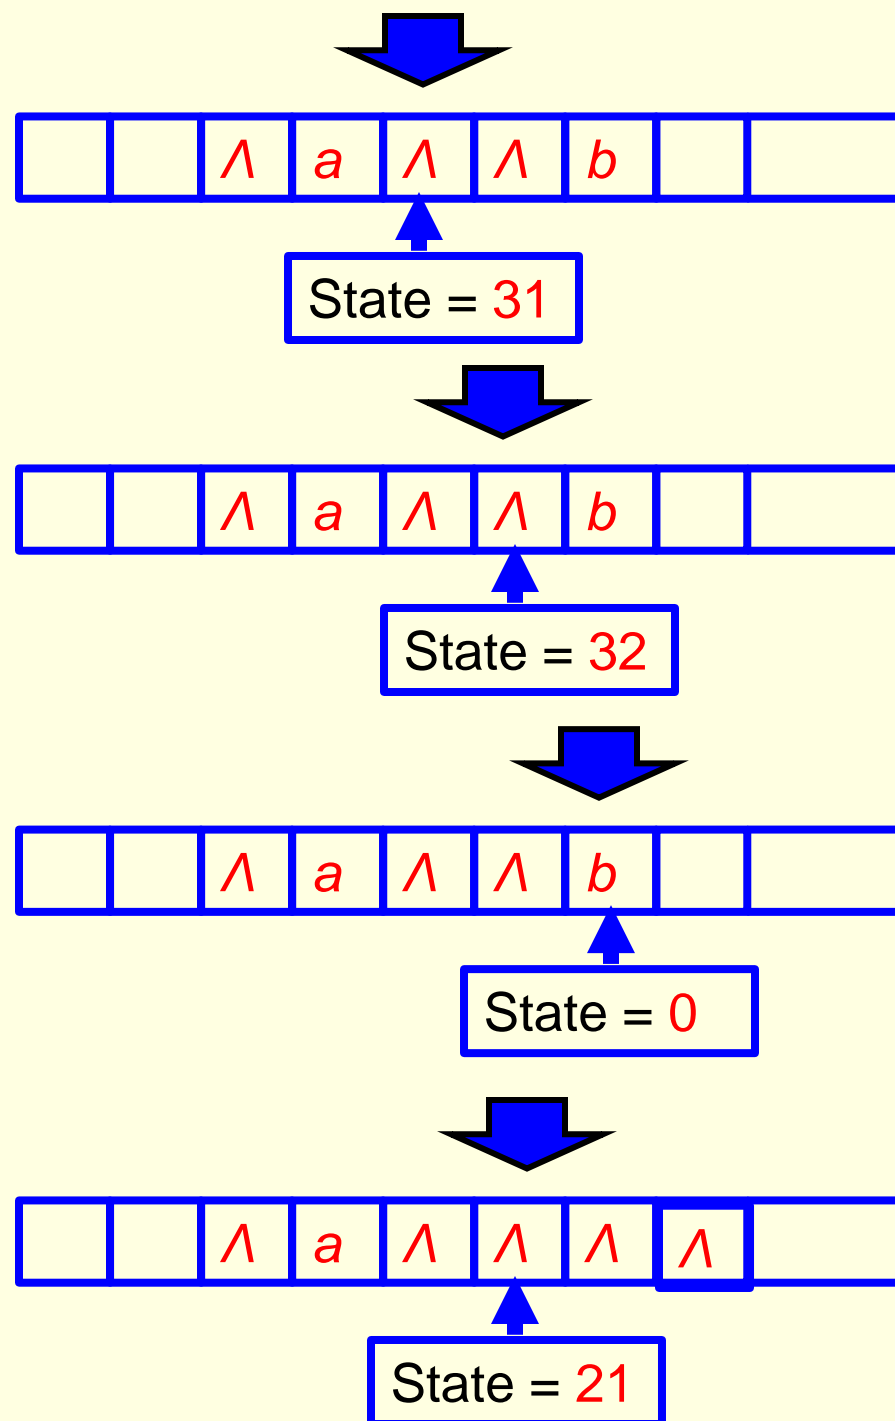 Λ a Λ Λ b
State = 31
Λ a Λ Λ b
State = 32
Λ a Λ Λ b
State = 0
Λ a Λ Λ Λ Λ
State = 21